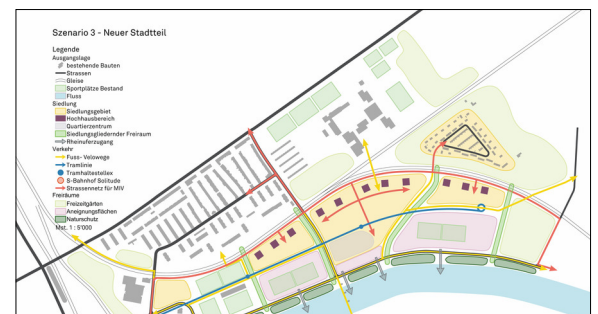 Szenario 3 - Neuer Stadtteil
Legende
Ausgangslage
bestehende Bauten
Strassen
Gleise
Sportplätze Bestand
Fluss
Siedlung
Siedlungsgebiet
Hochhausbereich
Quartierzentrum
Siedlungsgliedernder Freiraum
Rheinuferzugang
Verkehr
Fuss- Velowege
Tramlinie
Tramhaltestellex
S-Bahnhof Solitude
Strassennetz für MIV
Freiräume
Freizeitgärten
Aneignungsflächen
Naturschutz
Mst. 1 : 5'000